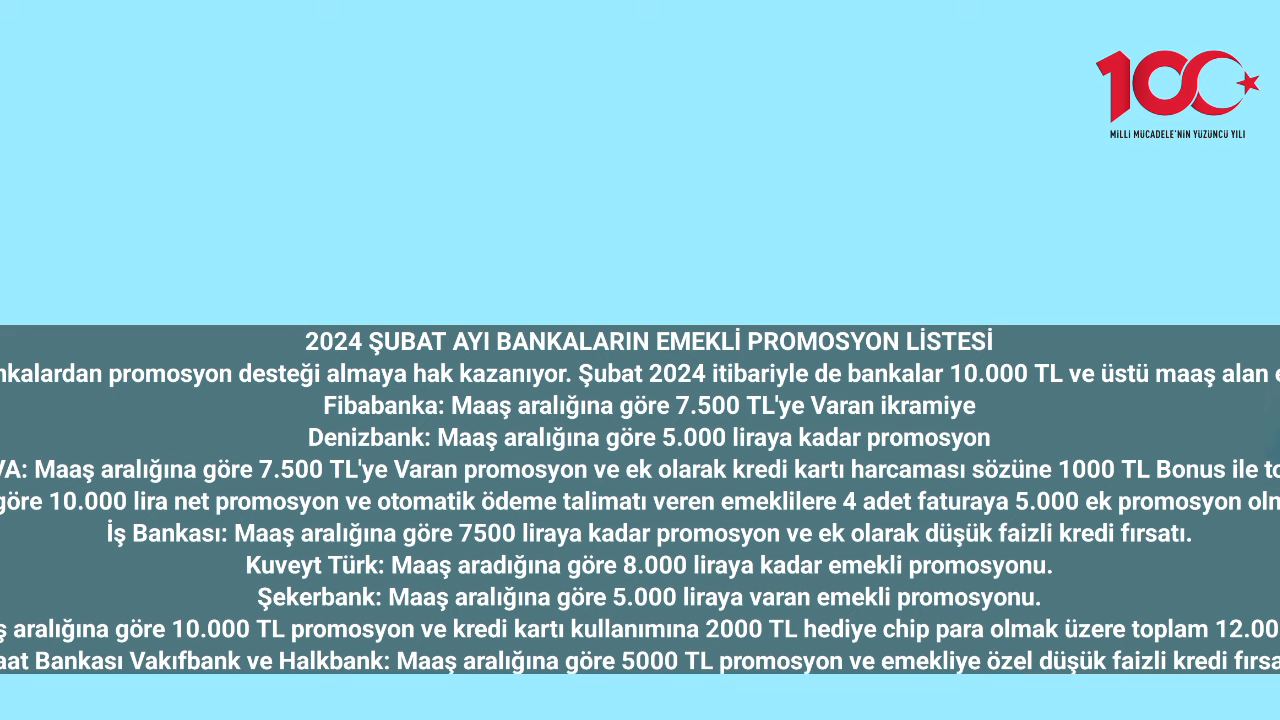 100
MİLLİ MÜCADELE'NİN YÜZÜNCÜ YILI
2024 ŞUBAT AYI BANKALARIN EMEKLİ PROMOSYON LİSTESİ
promosyon desteği almaya hak kazanıyor. Şubat 2024 itibariyle de bankalar 10.000 TL ve üstü maaş alan
Fibabanka: Maaş aralığına göre 7.500 TL'ye Varan ikramiye
Denizbank: Maaş aralığına göre 5.000 liraya kadar promosyon
Maaş aralığına göre 7.500 TL'ye Varan promosyon ve ek olarak kredi kartı harcaması sözüne 1000 TL Bonus ile
göre 10.000 lira net promosyon ve otomatik ödeme talimatı veren emeklilere 4 adet faturaya 5.000 ek promosyon
İş Bankası: Maaş aralığına göre 7500 liraya kadar promosyon ve ek olarak düşük faizli kredi fırsatı.
Kuveyt Türk: Maaş aradığına göre 8.000 liraya kadar emekli promosyonu.
Şekerbank: Maaş aralığına göre 5.000 liraya varan emekli promosyonu.
aralığına göre 10.000 TL promosyon ve kredi kartı kullanımına 2000 TL hediye chip para olmak üzere toplam
Bankası Vakıfbank ve Halkbank: Maaş aralığına göre 5000 TL promosyon ve emekliye özel düşük faizli kredi